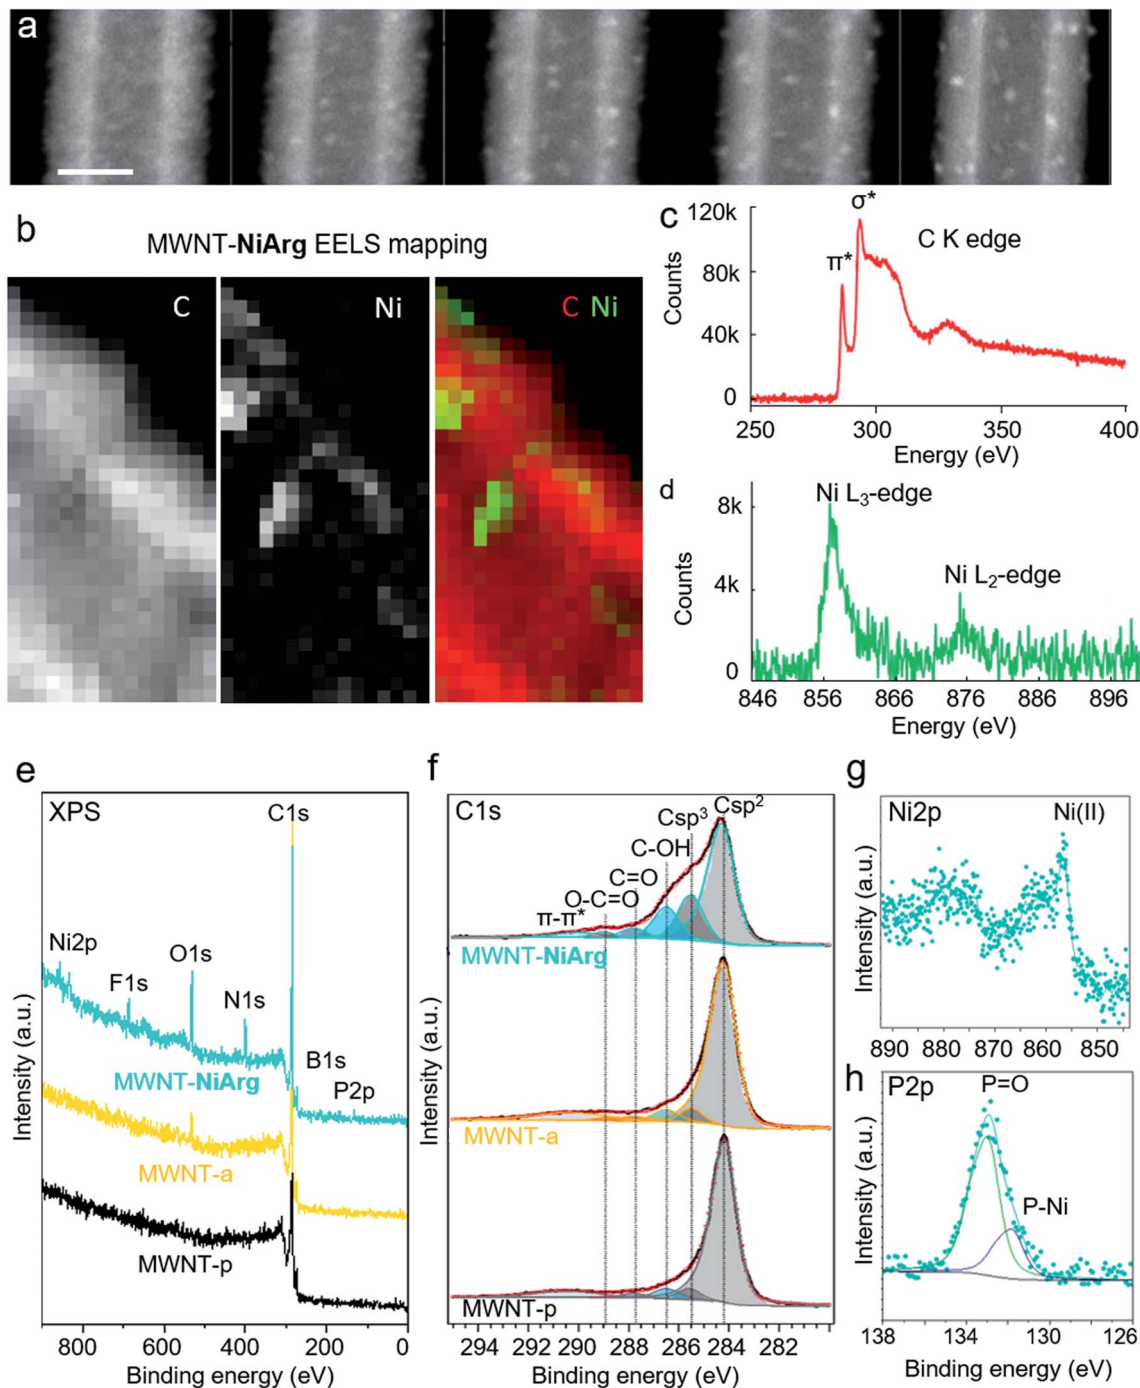 a
b
MWNT-NiArg EELS mapping
C
Ni
C Ni
c
C K edge
σ*
π*
120k
80k
40k
0
Counts
250 300 350 400
Energy (eV)
d
Ni L₃-edge
Ni L₂-edge
8k
4k
0
Counts
846 856 866 876 886 896
Energy (eV)
e
XPS
C1s
Ni2p
F1s
O1s
N1s
B1s
P2p
MWNT-NiArg
MWNT-a
MWNT-p
Intensity (a.u.)
800 600 400 200 0
Binding energy (eV)
f
C1s
Csp³
Csp²
C-OH
C=O
O-C=O
π-π*
MWNT-NiArg
MWNT-a
MWNT-p
Intensity (a.u.)
294 292 290 288 286 284 282
Binding energy (eV)
g
Ni2p
Ni(II)
Intensity (a.u.)
890 880 870 860 850
h
P2p
P=O
P-Ni
Intensity (a.u.)
138 134 130 126
Binding energy (eV)